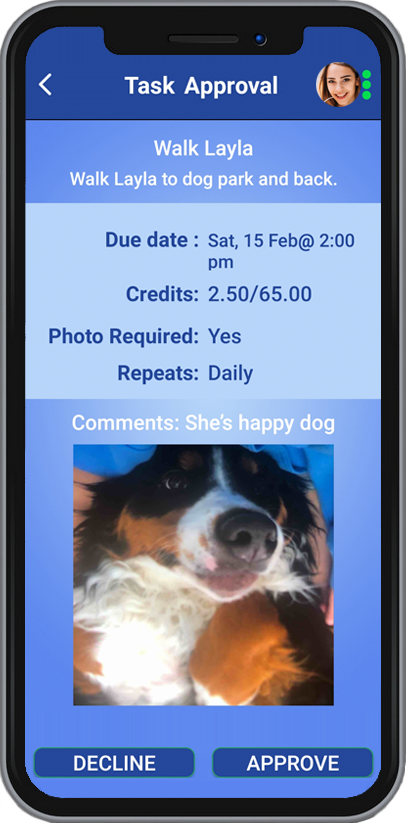 Task Approval
Walk Layla
Walk Layla to dog park and back.
Due date : Sat, 15 Feb@ 2:00
pm
Credits: 2.50/65.00
Photo Required: Yes
Repeats: Daily
Comments: She’s happy dog
DECLINE APPROVE